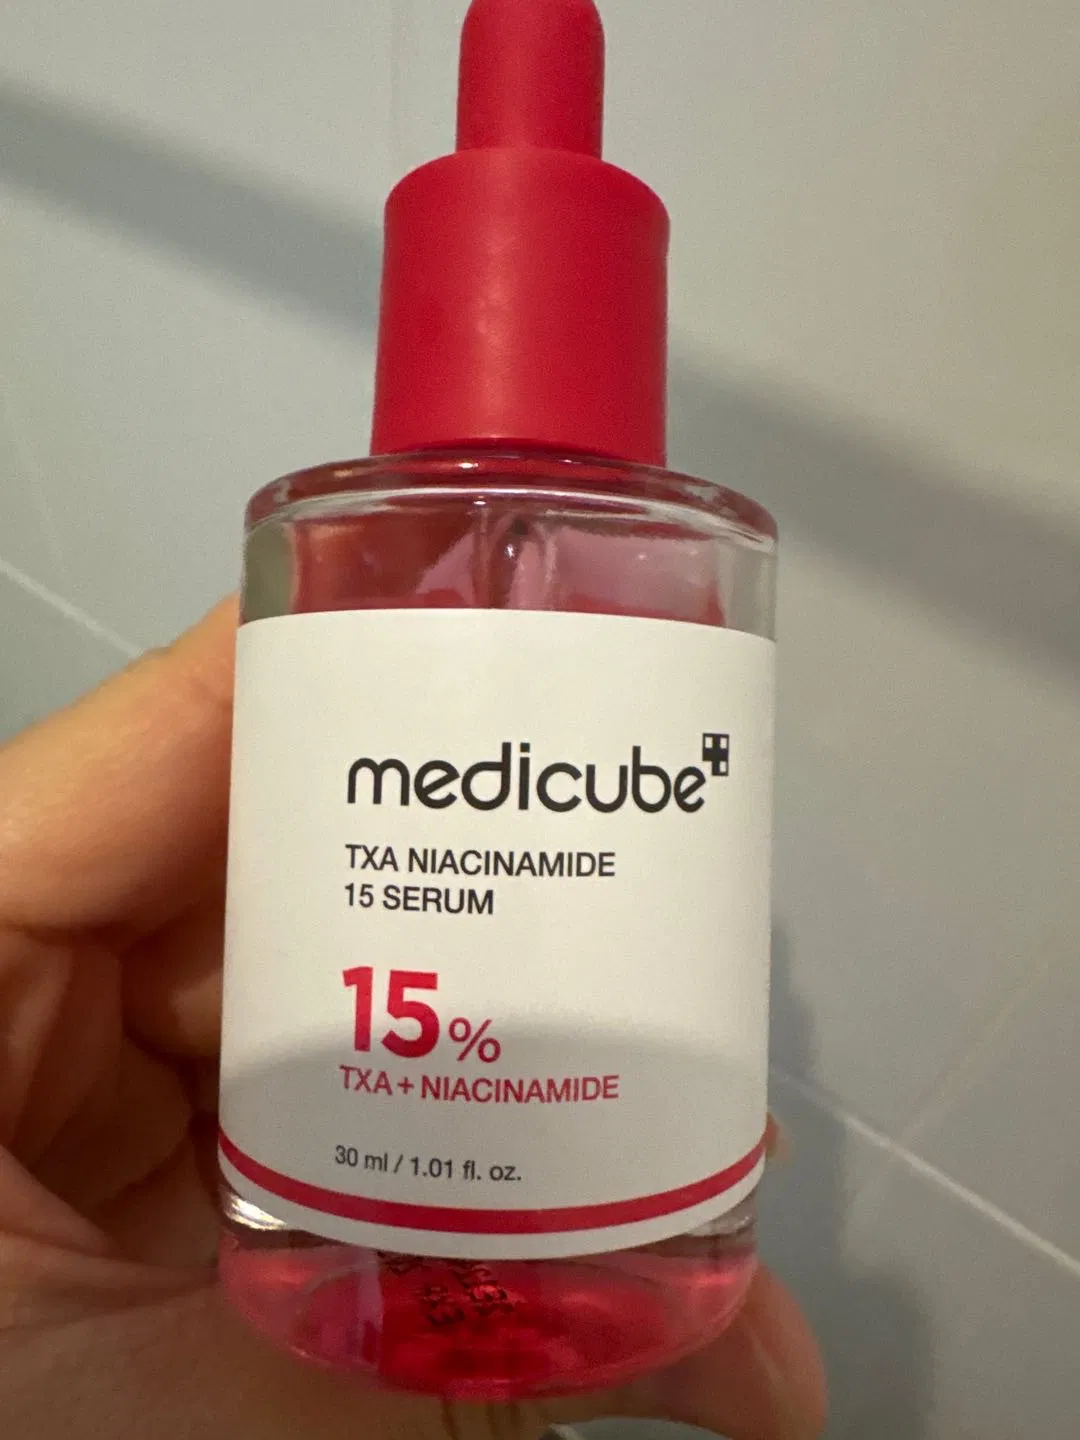 medicube
TXA NIACINAMIDE
15 SERUM
15%
TXA + NIACINAMIDE
30 ml / 1.01 fl. oz.